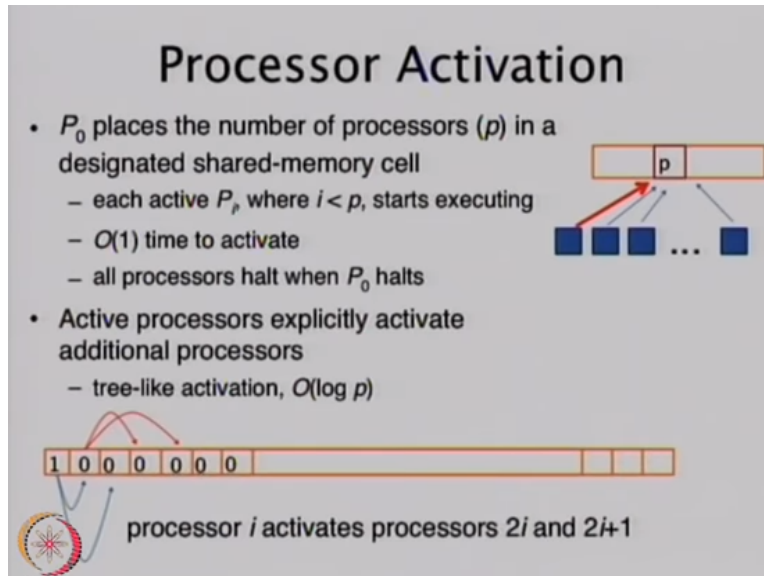 Processor Activation
• P0 places the number of processors (p) in a
designated shared-memory cell
– each active Pi, where i < p, starts executing
– O(1) time to activate
– all processors halt when P0 halts
• Active processors explicitly activate
additional processors
– tree-like activation, O(log p)
p
...
1 0 0 0 0 0 0
processor i activates processors 2i and 2i+1